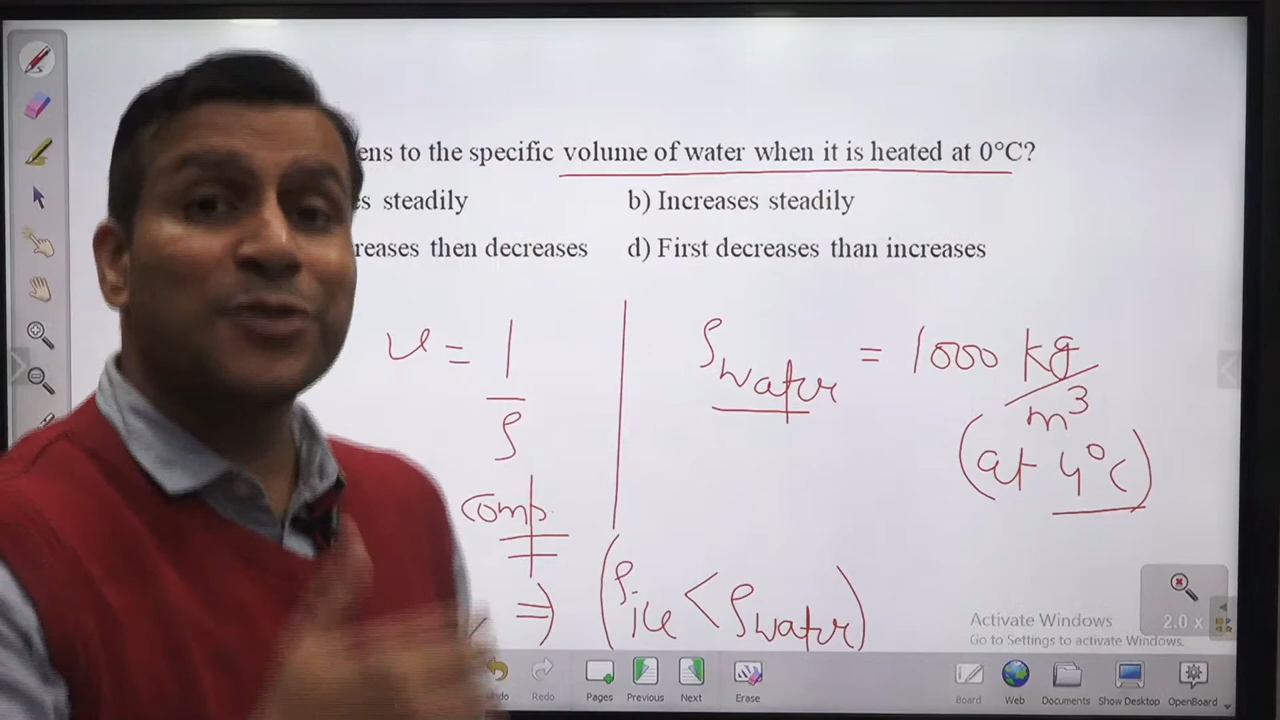 to the specific volume of water when it is heated at 0°C?
steadily b) Increases steadily
then decreases d) First decreases than increases
v = 1/ρ ρwater = 1000 kg/m³
(at 4°c)
comp.
⇒ (ρice < ρwater)
Activate Windows 2.0 x
Go to Settings to activate Windows.
Redo Pages Previous Next Erase Board Web Documents Show Desktop OpenBoard